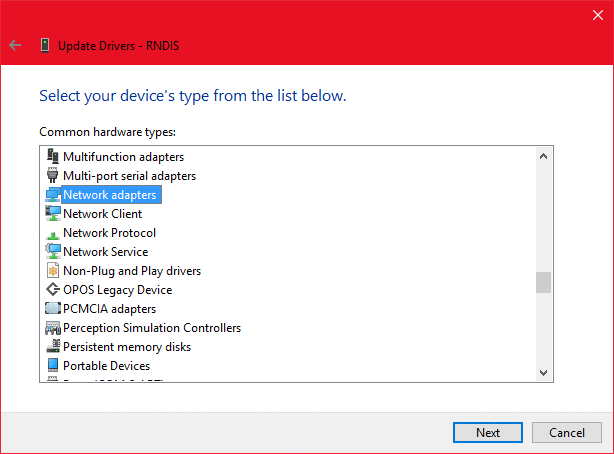 Update Drivers - RNDIS
Select your device's type from the list below.
Common hardware types:
Multifunction adapters
Multi-port serial adapters
Network adapters
Network Client
Network Protocol
Network Service
Non-Plug and Play drivers
OPOS Legacy Device
PCMCIA adapters
Perception Simulation Controllers
Persistent memory disks
Portable Devices
Next
Cancel